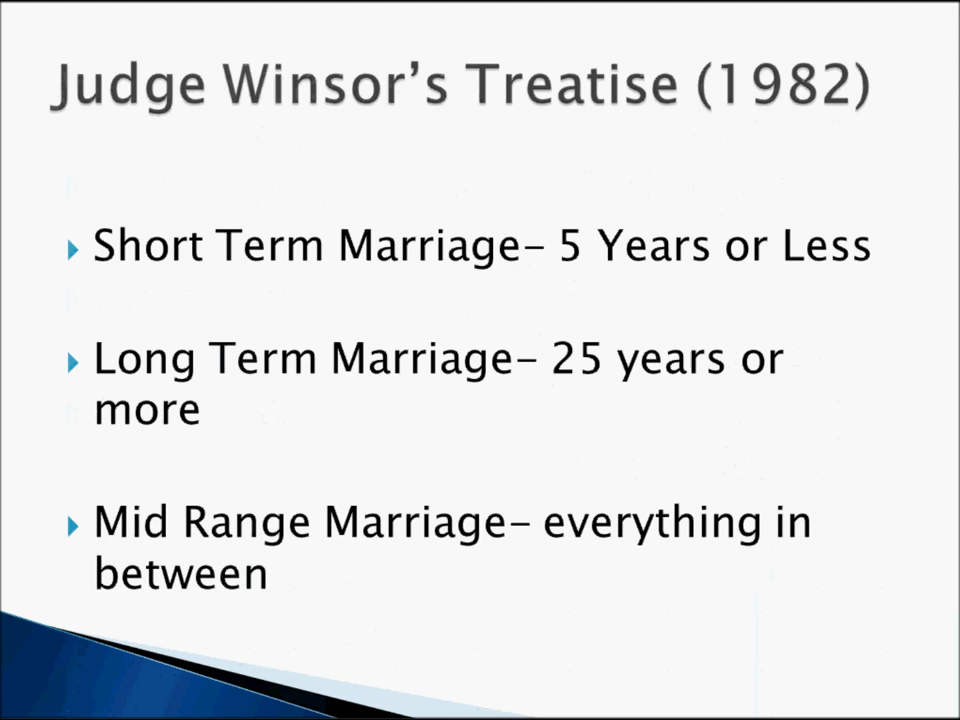 Judge Winsor’s Treatise (1982)
Short Term Marriage- 5 Years or Less
Long Term Marriage- 25 years or
more
Mid Range Marriage- everything in
between